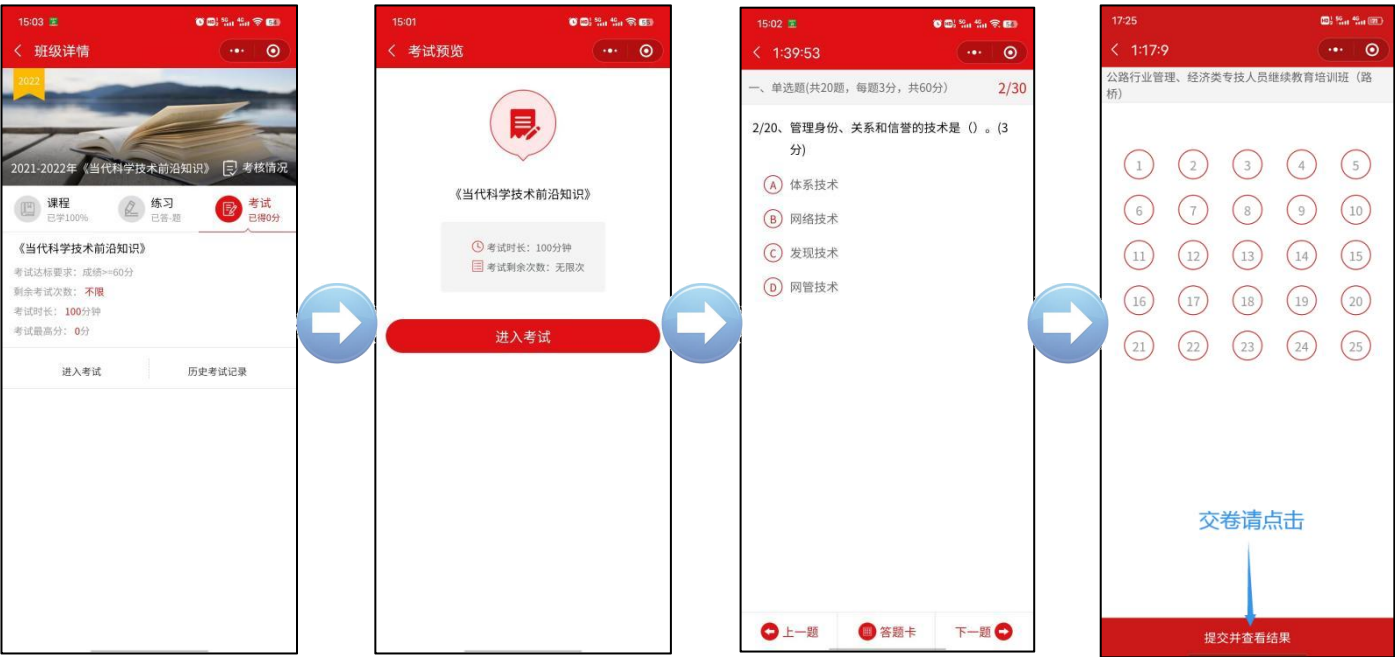 15:03
班级详情
2022
2021-2022年《当代科学技术前沿知识》
考核情况
课程
已学100%
练习
已答-题
考试
已得0分
《当代科学技术前沿知识》
考试达标要求：成绩>=60分
剩余考试次数：不限
考试时长：100分钟
考试最高分：0分
进入考试
历史考试记录
15:01
考试预览
《当代科学技术前沿知识》
考试时长：100分钟
考试剩余次数：无限次
进入考试
15:02
1:39:53
一、单选题(共20题，每题3分，共60分)
2/30
2/20、管理身份、关系和信誉的技术是（）。(3
分)
A 体系技术
B 网络技术
C 发现技术
D 网管技术
上一题
答题卡
下一题
17:25
1:17:9
公路行业管理、经济类专技人员继续教育培训班（路
桥）
1 2 3 4 5
6 7 8 9 10
11 12 13 14 15
16 17 18 19 20
21 22 23 24 25
交卷请点击
提交并查看结果